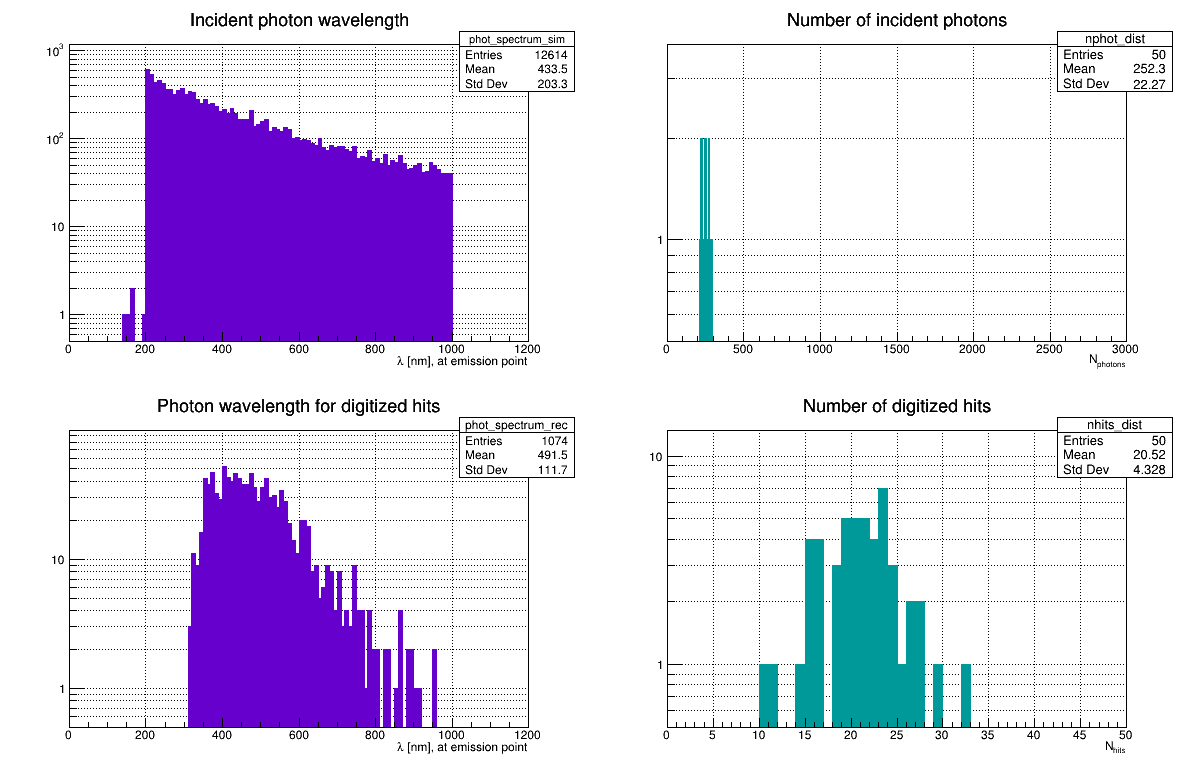 Incident photon wavelength
phot_spectrum_sim
Entries 12614
Mean 433.5
Std Dev 203.3
10³
10²
10
1
0 200 400 600 800 1000 1200
λ [nm], at emission point
Number of incident photons
nphot_dist
Entries 50
Mean 252.3
Std Dev 22.27
1
0 500 1000 1500 2000 2500 3000
Nphotons
Photon wavelength for digitized hits
phot_spectrum_rec
Entries 1074
Mean 491.5
Std Dev 111.7
10
1
0 200 400 600 800 1000 1200
λ [nm], at emission point
Number of digitized hits
nhits_dist
Entries 50
Mean 20.52
Std Dev 4.328
10
1
0 5 10 15 20 25 30 35 40 45 50
Nhits